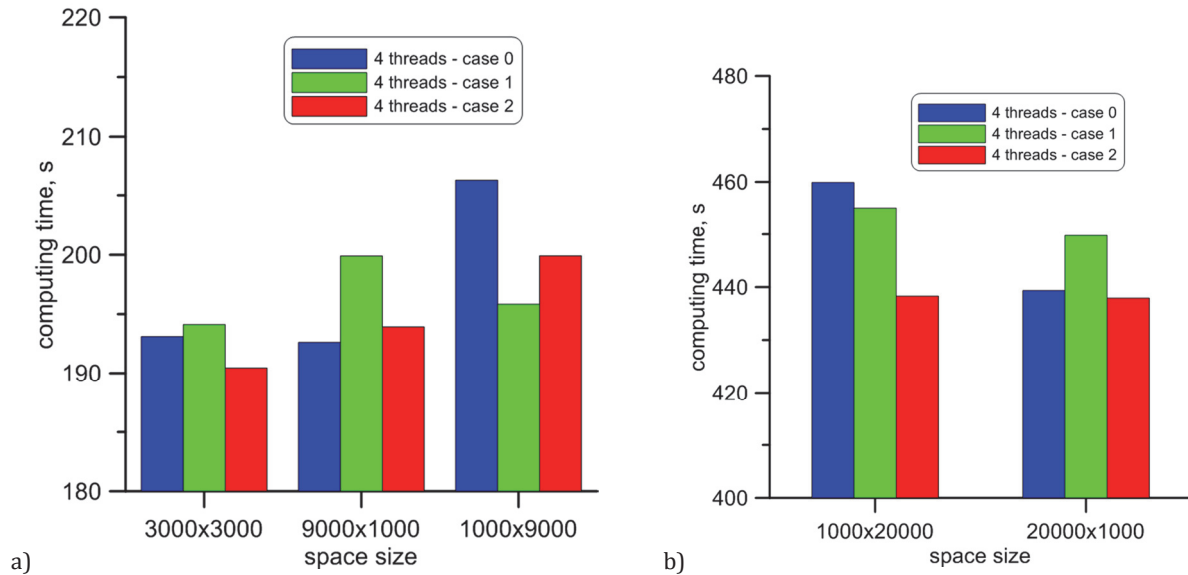 220
210
200
190
180
computing time, s
4 threads - case 0
4 threads - case 1
4 threads - case 2
3000x3000 9000x1000 1000x9000
space size
a)
480
460
440
420
400
computing time, s
4 threads - case 0
4 threads - case 1
4 threads - case 2
1000x20000 20000x1000
space size
b)